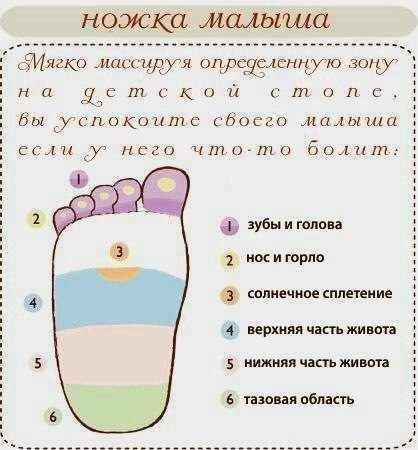 НОЖКА МАЛЫША
Мягко массируя определенную зону
на детской стопе,
вы успокоите своего малыша
если у него что-то болит:
1
2
3
4
5
6
1 зубы и голова
2 нос и горло
3 солнечное сплетение
4 верхняя часть живота
5 нижняя часть живота
6 тазовая область